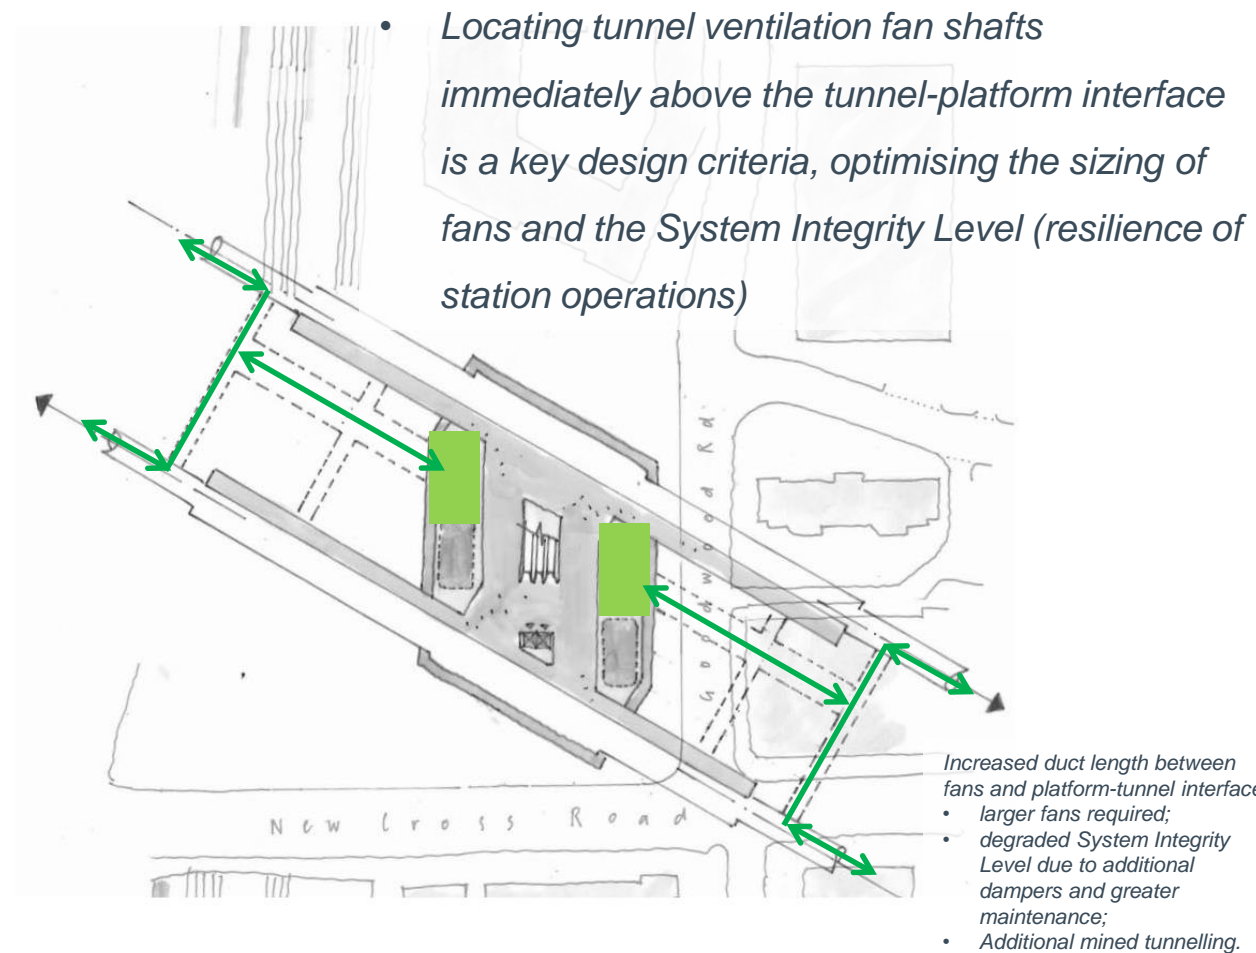 • Locating tunnel ventilation fan shafts
immediately above the tunnel-platform interface
is a key design criteria, optimising the sizing of
fans and the System Integrity Level (resilience of
station operations)
Goodwood Rd.
New Cross Road
Increased duct length between
fans and platform-tunnel interface
• larger fans required;
• degraded System Integrity
Level due to additional
dampers and greater
maintenance;
• Additional mined tunnelling.